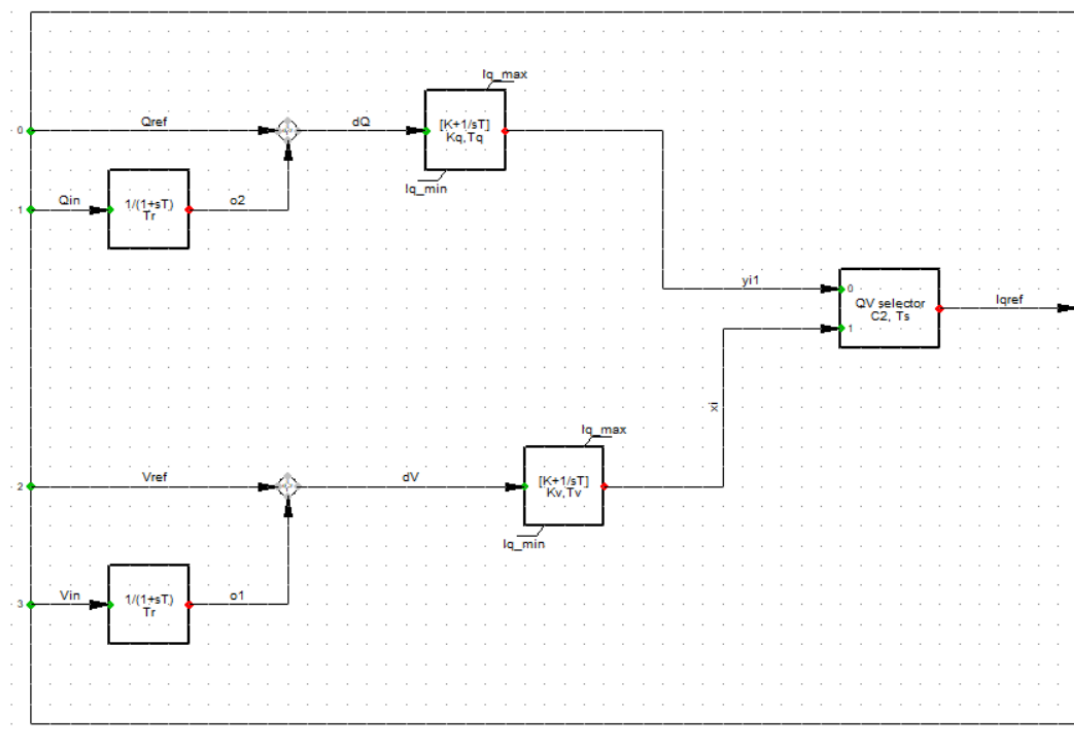 Iq_max
0
Qref
dQ
[K+1/sT]
Kq,Tq
Iq_min
1
Qin
1/(1+sT)
Tr
o2
yi1
0
QV selector
C2, Ts
1
Iqref
xi
Iq_max
2
Vref
dV
[K+1/sT]
Kv,Tv
Iq_min
3
Vin
1/(1+sT)
Tr
o1